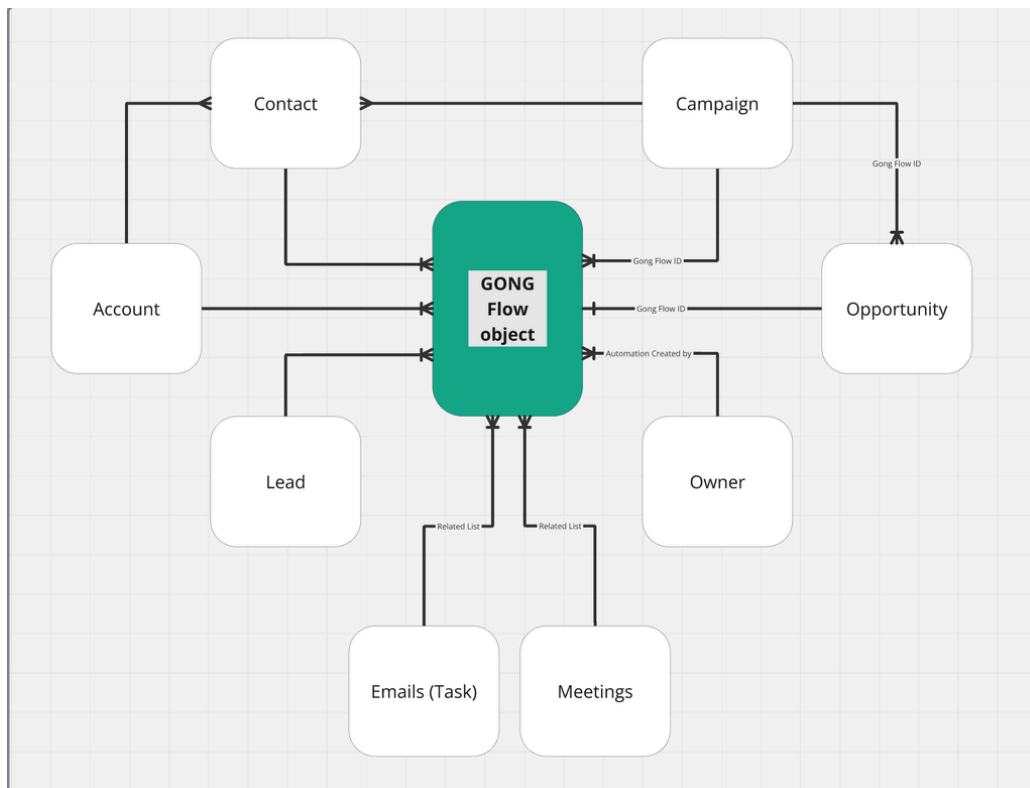 Contact
Campaign
Gong Flow ID
GONG
Flow
object
Gong Flow ID
Account
Gong Flow ID
Opportunity
Automation Created by
Lead
Owner
Related List
Related List
Emails (Task)
Meetings